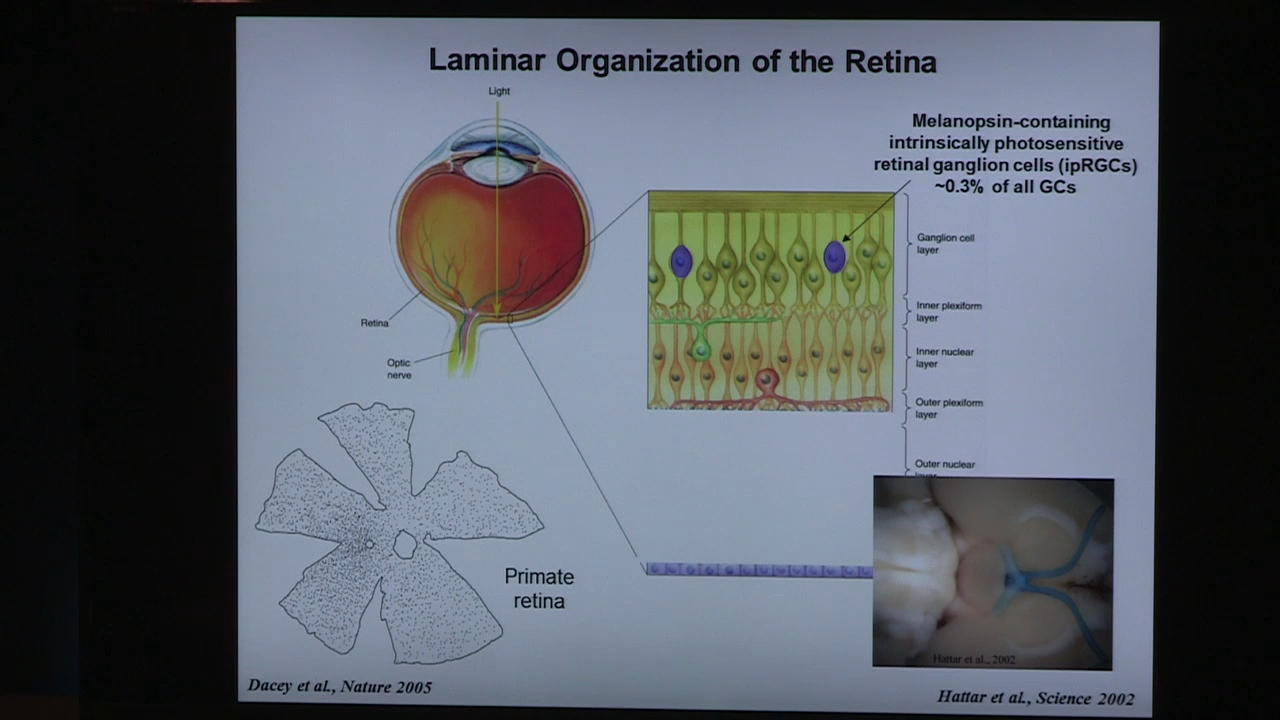 Laminar Organization of the Retina
Light
Melanopsin-containing
intrinsically photosensitive
retinal ganglion cells (ipRGCs)
~0.3% of all GCs
Ganglion cell
layer
Inner plexiform
layer
Inner nuclear
layer
Outer plexiform
layer
Outer nuclear
Retina
Optic
nerve
Primate
retina
Hattar et al., 2002
Dacey et al., Nature 2005
Hattar et al., Science 2002